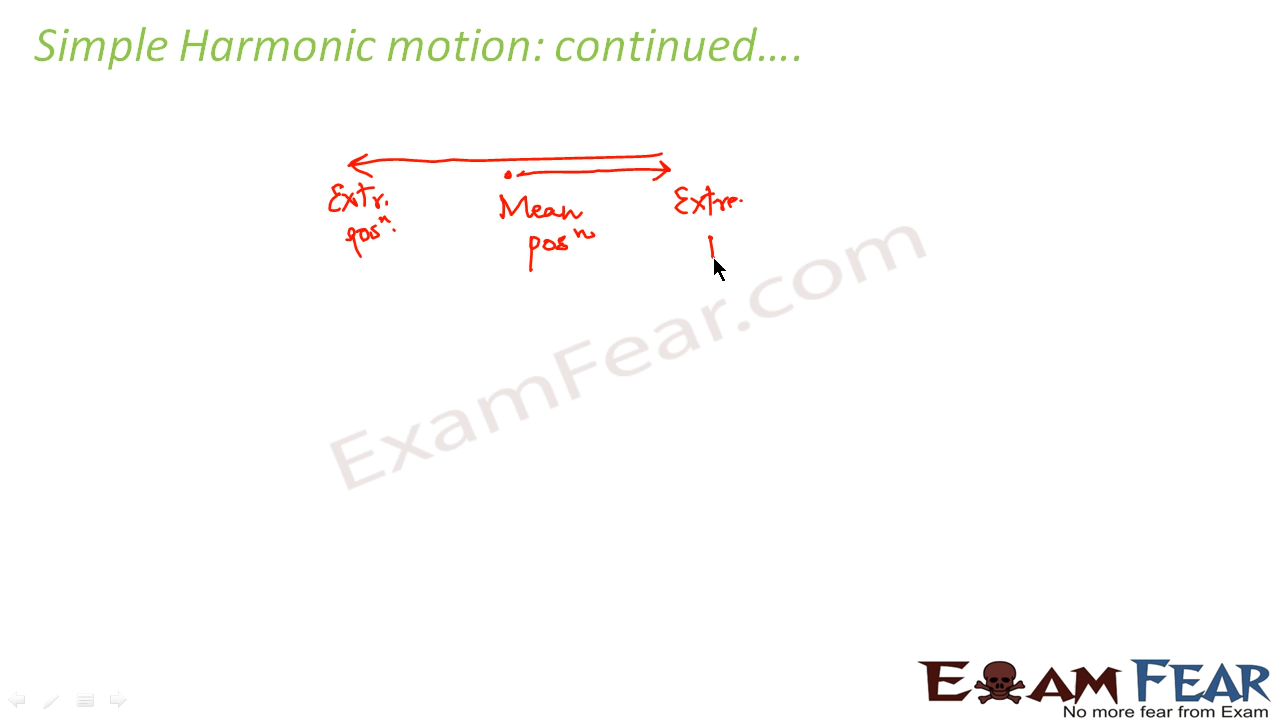 Simple Harmonic motion: continued....
Extr.
posⁿ.
Mean
posⁿ
Extre.
ExamFear.com
EXAM FEAR
No more fear from Exam